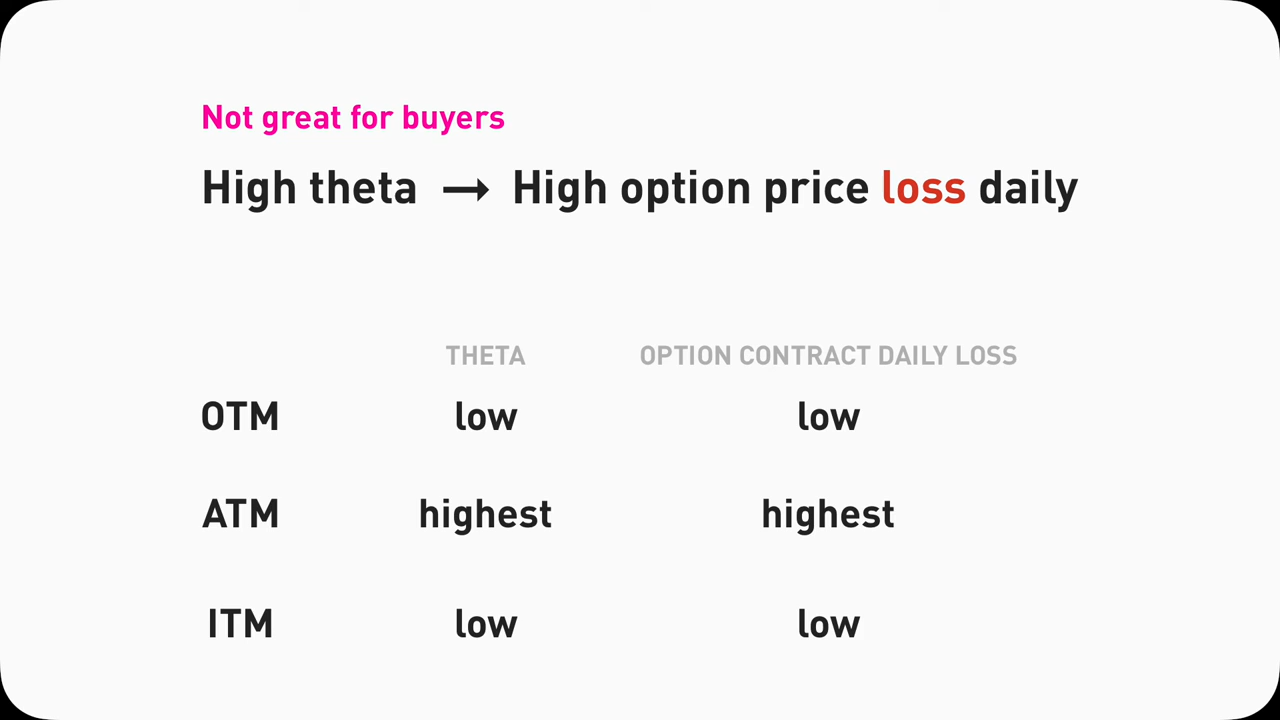 Not great for buyers
High theta → High option price loss daily
THETA OPTION CONTRACT DAILY LOSS
OTM low low
ATM highest highest
ITM low low